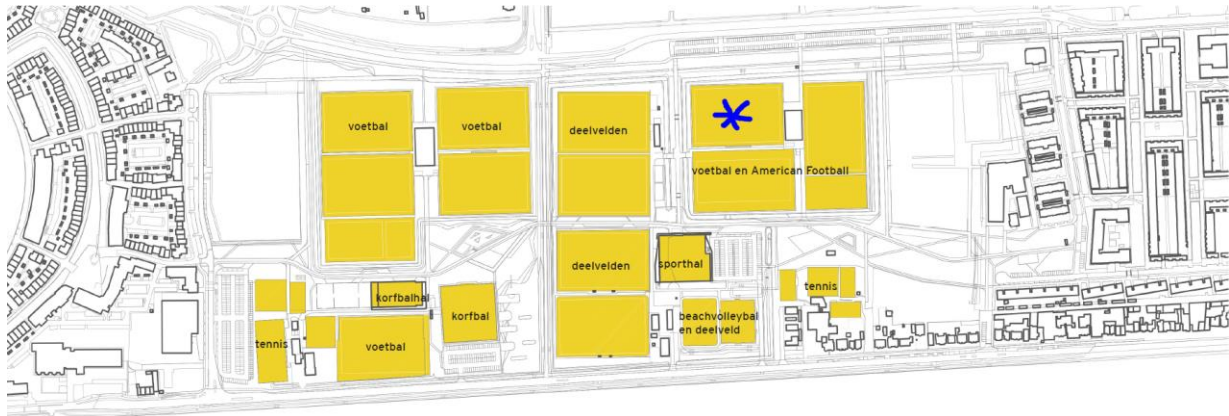 voetbal
voetbal
deelvelden
voetbal en American Football
deelvelden
sporthal
korfbalhal
korfbal
tennis
beachvolleybal
en deelveld
tennis
voetbal